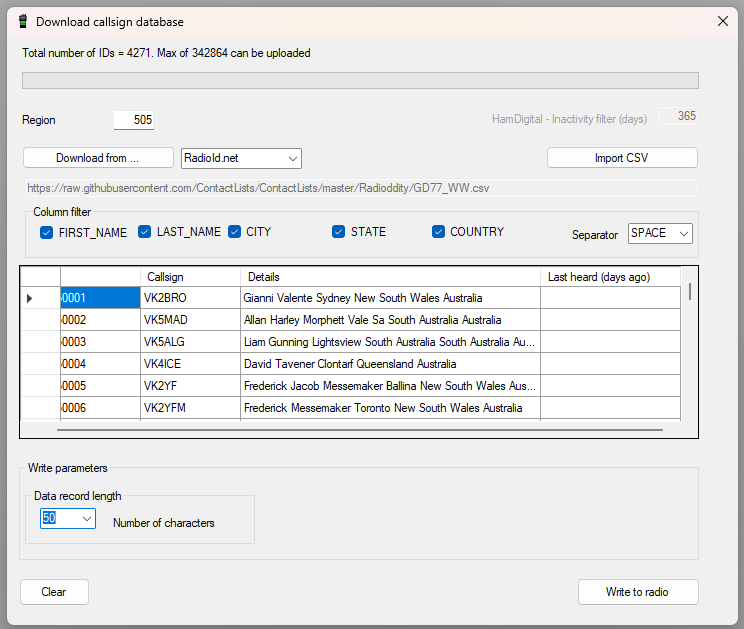 Download callsign database
Total number of IDs = 4271. Max of 342864 can be uploaded
Region 505 HamDigital - Inactivity filter (days) 365
Download from ... RadioId.net Import CSV
https://raw.githubusercontent.com/ContactLists/ContactLists/master/Radioddity/GD77_WW.csv
Column filter
FIRST_NAME LAST_NAME CITY STATE COUNTRY Separator SPACE
Callsign Details Last heard (days ago)
0001 VK2BRO Gianni Valente Sydney New South Wales Australia
0002 VK5MAD Allan Harley Morphett Vale Sa South Australia Australia
0003 VK5ALG Liam Gunning Lightsview South Australia South Australia Au...
0004 VK4ICE David Tavener Clontarf Queensland Australia
0005 VK2YF Frederick Jacob Messemaker Ballina New South Wales Aus...
0006 VK2YFM Frederick Messemaker Toronto New South Wales Australia
Write parameters
Data record length
50 Number of characters
Clear Write to radio